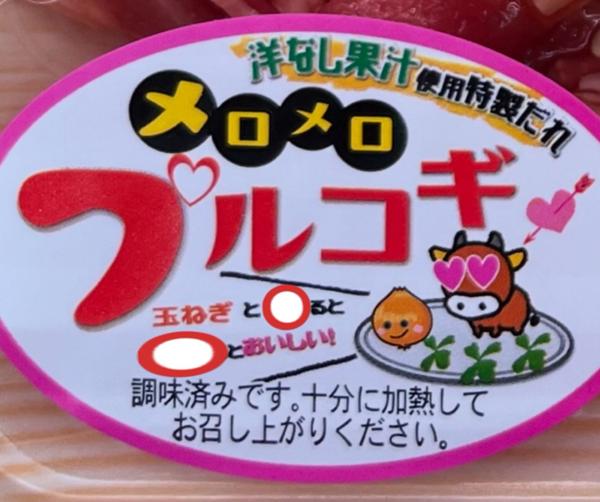 洋なし果汁使用特製だれ
メロメロ
プルコギ
玉ねぎと るると
とおいしい!
調味済みです。十分に加熱して
お召し上がりください。